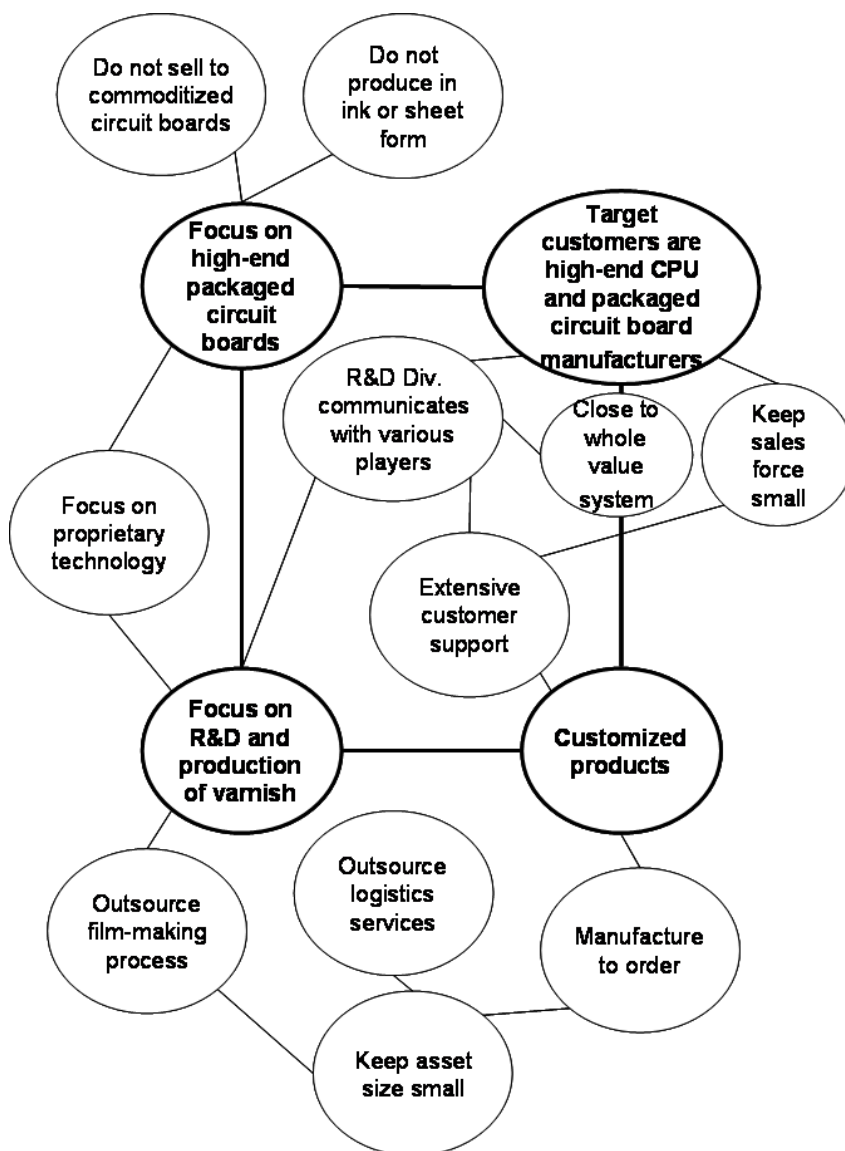 Do not sell to
commoditized
circuit boards
Do not
produce in
ink or sheet
form
Focus on
high-end
packaged
circuit
boards
Target
customers are
high-end CPU
and packaged
circuit board
manufacturers
R&D Div.
communicates
with various
players
Close to
whole
value
system
Keep
sales
force
small
Focus on
proprietary
technology
Extensive
customer
support
Focus on
R&D and
production
of varnish
Customized
products
Outsource
film-making
process
Outsource
logistics
services
Manufacture
to order
Keep asset
size small